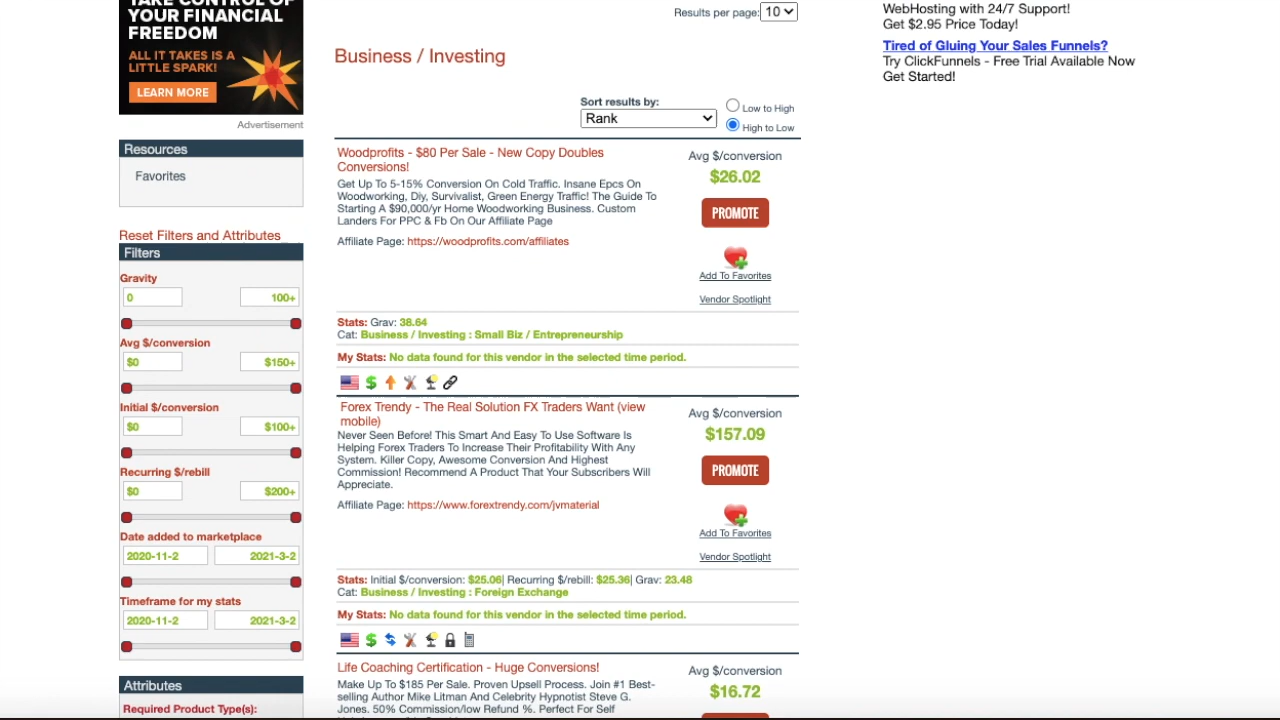 TAKE CONTROL OF
YOUR FINANCIAL
FREEDOM
ALL IT TAKES IS A
LITTLE SPARK!
LEARN MORE
Advertisement
Resources
Favorites
Reset Filters and Attributes
Filters
Gravity
0 100+
Avg $/conversion
$0 $150+
Initial $/conversion
$0 $100+
Recurring $/rebill
$0 $200+
Date added to marketplace
2020-11-2 2021-3-2
Timeframe for my stats
2020-11-2 2021-3-2
Attributes
Required Product Type(s):
Results per page: 10
Business / Investing
Sort results by:
Rank
Low to High
High to Low
Woodprofits - $80 Per Sale - New Copy Doubles
Conversions!
Get Up To 5-15% Conversion On Cold Traffic. Insane Epcs On
Woodworking, Diy, Survivalist, Green Energy Traffic! The Guide To
Starting A $90,000/yr Home Woodworking Business. Custom
Landers For PPC & Fb On Our Affiliate Page
Affiliate Page: https://woodprofits.com/affiliates
Avg $/conversion
$26.02
PROMOTE
Add To Favorites
Vendor Spotlight
Stats: Grav: 38.64
Cat: Business / Investing : Small Biz / Entrepreneurship
My Stats: No data found for this vendor in the selected time period.
Forex Trendy - The Real Solution FX Traders Want (view
mobile)
Never Seen Before! This Smart And Easy To Use Software Is
Helping Forex Traders To Increase Their Profitability With Any
System. Killer Copy, Awesome Conversion And Highest
Commission! Recommend A Product That Your Subscribers Will
Appreciate.
Affiliate Page: https://www.forextrendy.com/jvmaterial
Avg $/conversion
$157.09
PROMOTE
Add To Favorites
Vendor Spotlight
Stats: Initial $/conversion: $25.06| Recurring $/rebill: $25.36| Grav: 23.48
Cat: Business / Investing : Foreign Exchange
My Stats: No data found for this vendor in the selected time period.
Life Coaching Certification - Huge Conversions!
Make Up To $185 Per Sale. Proven Upsell Process. Join #1 Best-
selling Author Mike Litman And Celebrity Hypnotist Steve G.
Jones. 50% Commission/low Refund %. Perfect For Self
Avg $/conversion
$16.72
WebHosting with 24/7 Support!
Get $2.95 Price Today!
Tired of Gluing Your Sales Funnels?
Try ClickFunnels - Free Trial Available Now
Get Started!